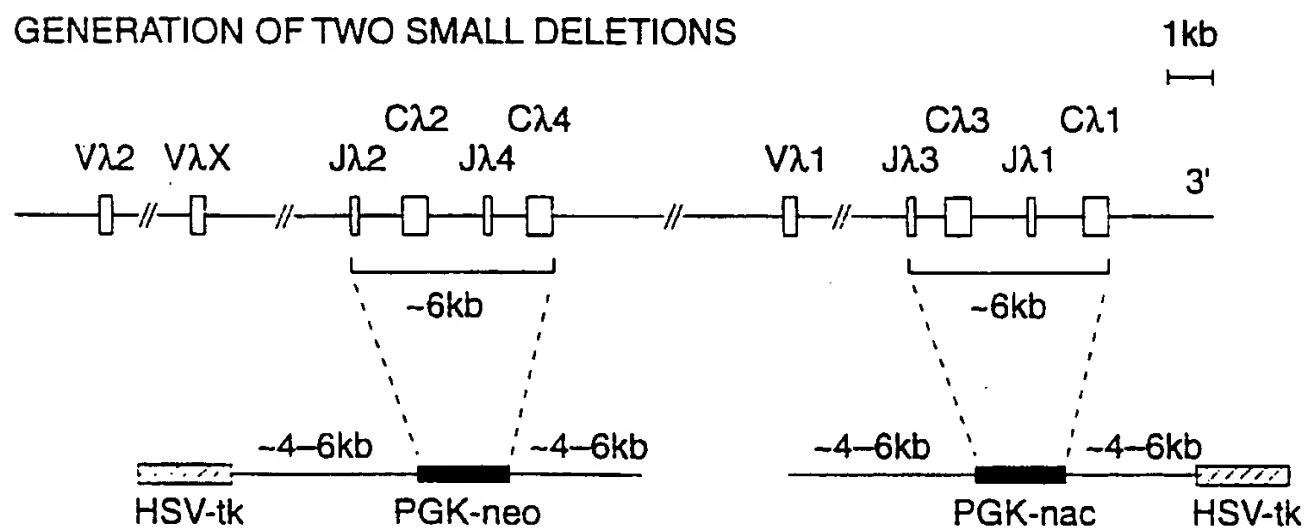 GENERATION OF TWO SMALL DELETIONS
1kb
Cλ2 Cλ4 Cλ3 Cλ1
Vλ2 VλX Jλ2 Jλ4 Vλ1 Jλ3 Jλ1 3'
~6kb ~6kb
~4–6kb ~4–6kb ~4–6kb ~4–6kb
HSV-tk PGK-neo PGK-nac HSV-tk